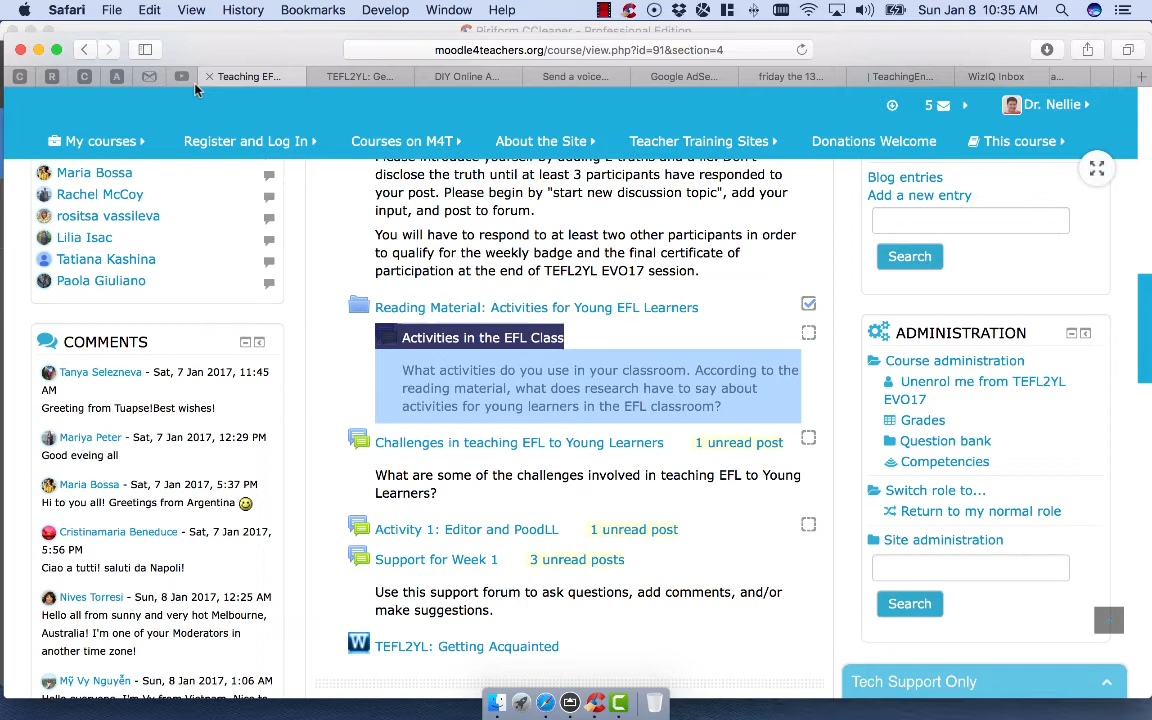 Safari File Edit View History Bookmarks Develop Window Help Sun Jan 8 10:35 AM
Piriform CCleaner - Professional Edition
moodle4teachers.org/course/view.php?id=91&section=4
C R C A Teaching EF... TEFL2YL: Ge... DIY Online A... Send a voice... Google AdSe... friday the 13... | TeachingEn... WizIQ Inbox a...
5 Dr. Nellie
My courses Register and Log In Courses on M4T About the Site Teacher Training Sites Donations Welcome This course
Maria Bossa
Rachel McCoy
rositsa vassileva
Lilia Isac
Tatiana Kashina
Paola Giuliano
COMMENTS
Tanya Selezneva - Sat, 7 Jan 2017, 11:45
AM
Greeting from Tuapse!Best wishes!
Mariya Peter - Sat, 7 Jan 2017, 12:29 PM
Good eveing all
Maria Bossa - Sat, 7 Jan 2017, 5:37 PM
Hi to you all! Greetings from Argentina
Cristinamaria Beneduce - Sat, 7 Jan 2017,
5:56 PM
Ciao a tutti! saluti da Napoli!
Nives Torresi - Sun, 8 Jan 2017, 12:25 AM
Hello all from sunny and very hot Melbourne,
Australia! I'm one of your Moderators in
another time zone!
Mỹ Vy Nguyễn - Sun, 8 Jan 2017, 1:06 AM
disclose the truth until at least 3 participants have responded to
your post. Please begin by "start new discussion topic", add your
input, and post to forum.
You will have to respond to at least two other participants in order
to qualify for the weekly badge and the final certificate of
participation at the end of TEFL2YL EVO17 session.
Reading Material: Activities for Young EFL Learners
Activities in the EFL Class
What activities do you use in your classroom. According to the
reading material, what does research have to say about
activities for young learners in the EFL classroom?
Challenges in teaching EFL to Young Learners 1 unread post
What are some of the challenges involved in teaching EFL to Young
Learners?
Activity 1: Editor and PoodLL 1 unread post
Support for Week 1 3 unread posts
Use this support forum to ask questions, add comments, and/or
make suggestions.
W TEFL2YL: Getting Acquainted
Blog entries
Add a new entry
Search
ADMINISTRATION
Course administration
Unenrol me from TEFL2YL
EVO17
Grades
Question bank
Competencies
Switch role to...
Return to my normal role
Site administration
Search
Tech Support Only